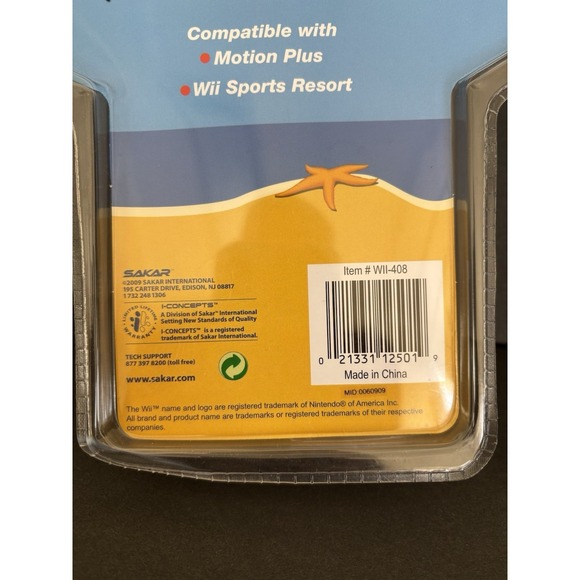 Compatible with
• Motion Plus
• Wii Sports Resort
SAKAR™
©2009 SAKAR INTERNATIONAL
195 CARTER DRIVE, EDISON, NJ 08817
1 732 248 1306
LIMITED LIFETIME
WARRANTY
I-CONCEPTS™
A Division of Sakar® International
Setting New Standards of Quality
I-CONCEPTS™ is a registered
trademark of Sakar International.
TECH SUPPORT
877 397 8200 (toll free)
www.sakar.com
Item # WII-408
0 21331 12501 9
Made in China
MID 0060909
The Wii™ name and logo are registered trademark of Nintendo® of America Inc.
All brand and product name are trademarks or registered trademarks of their respective
companies.